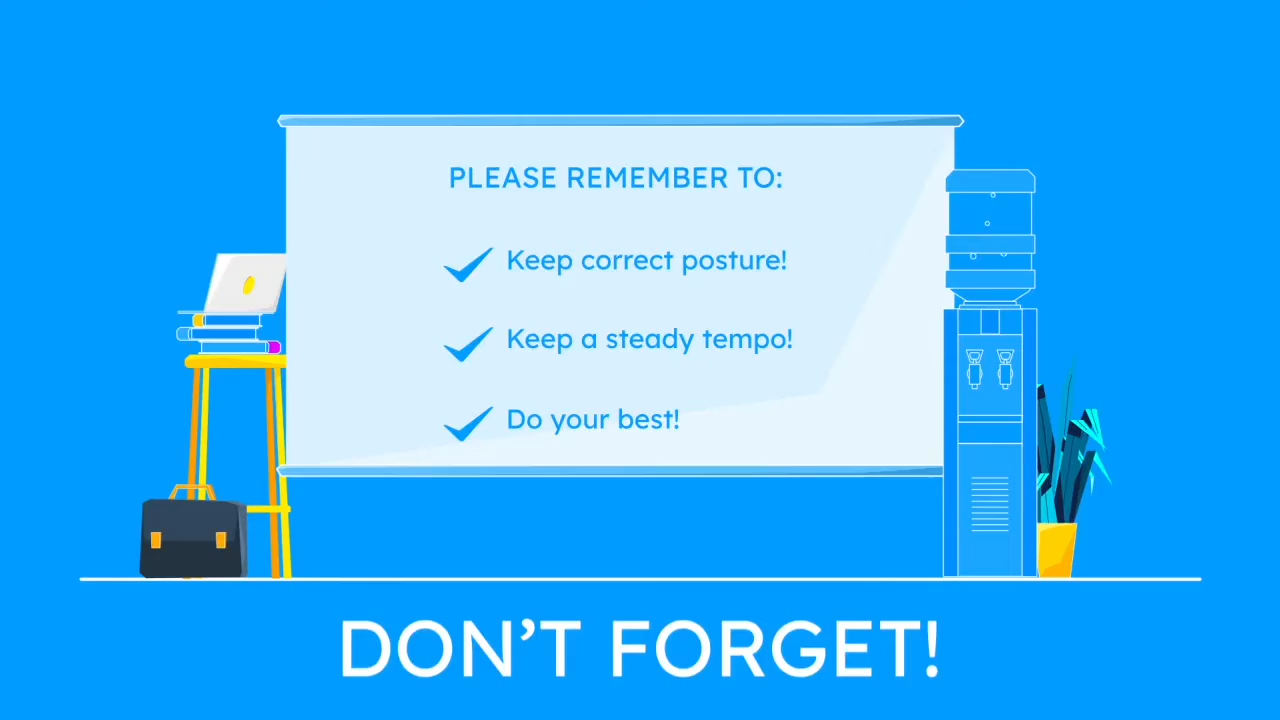 PLEASE REMEMBER TO:
Keep correct posture!
Keep a steady tempo!
Do your best!
DON’T FORGET!